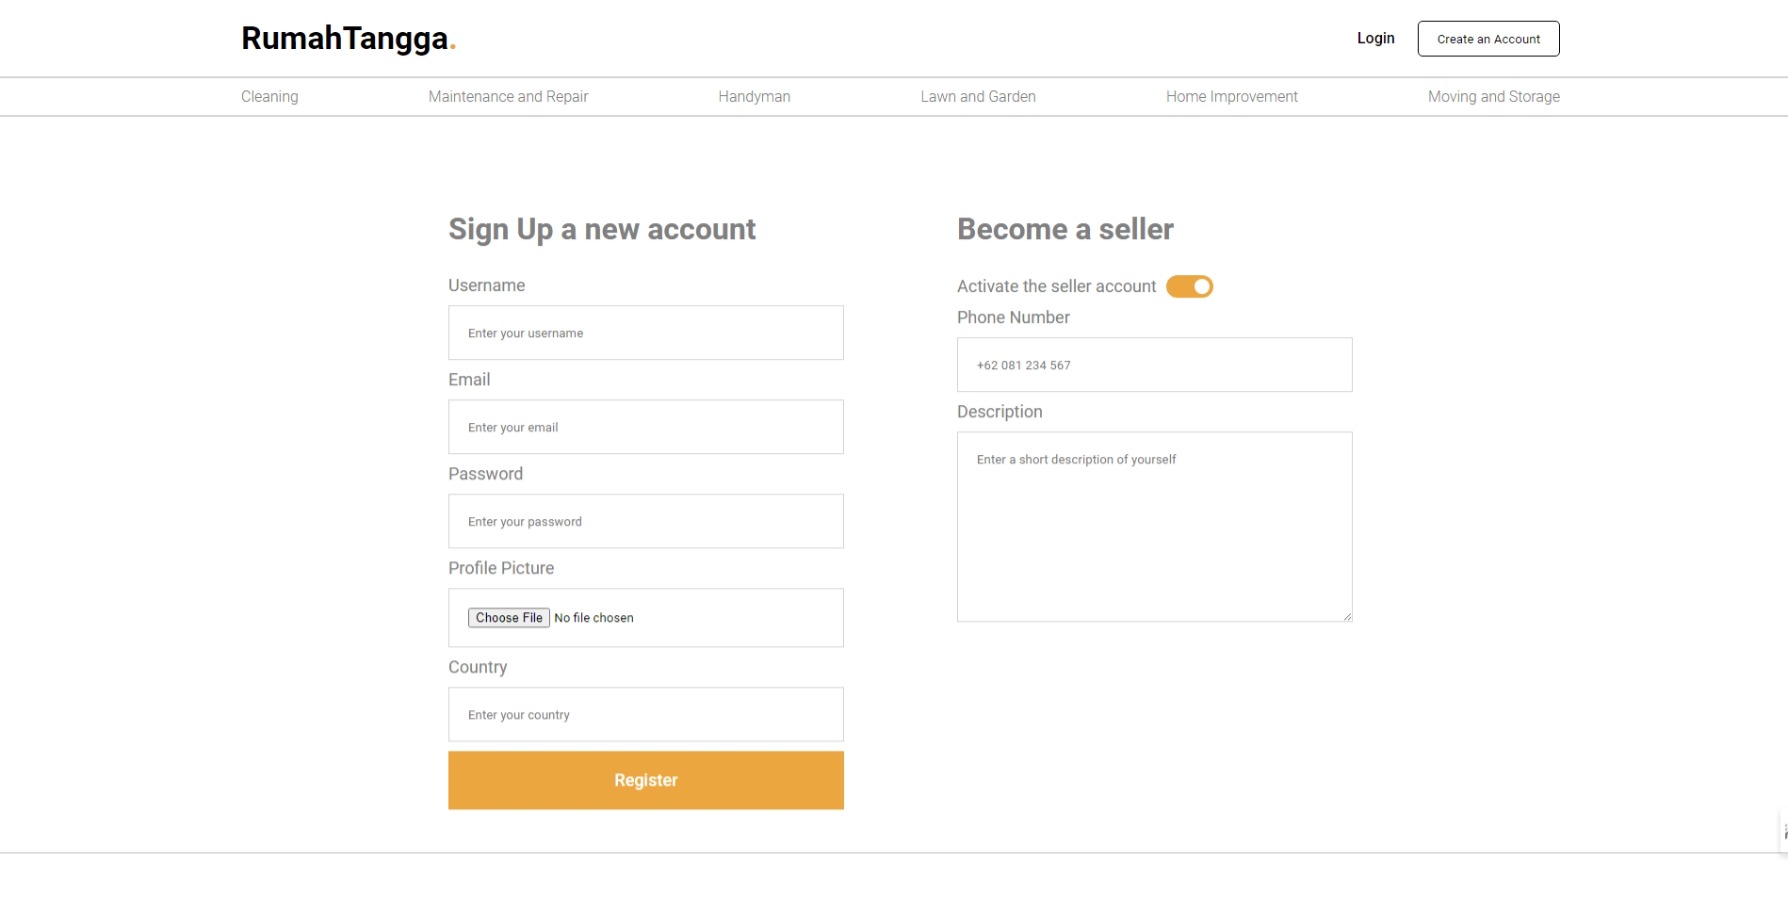 RumahTangga.
Login
Create an Account
Cleaning
Maintenance and Repair
Handyman
Lawn and Garden
Home Improvement
Moving and Storage
Sign Up a new account
Username
Enter your username
Email
Enter your email
Password
Enter your password
Profile Picture
Choose File No file chosen
Country
Enter your country
Register
Become a seller
Activate the seller account
Phone Number
+62 081 234 567
Description
Enter a short description of yourself